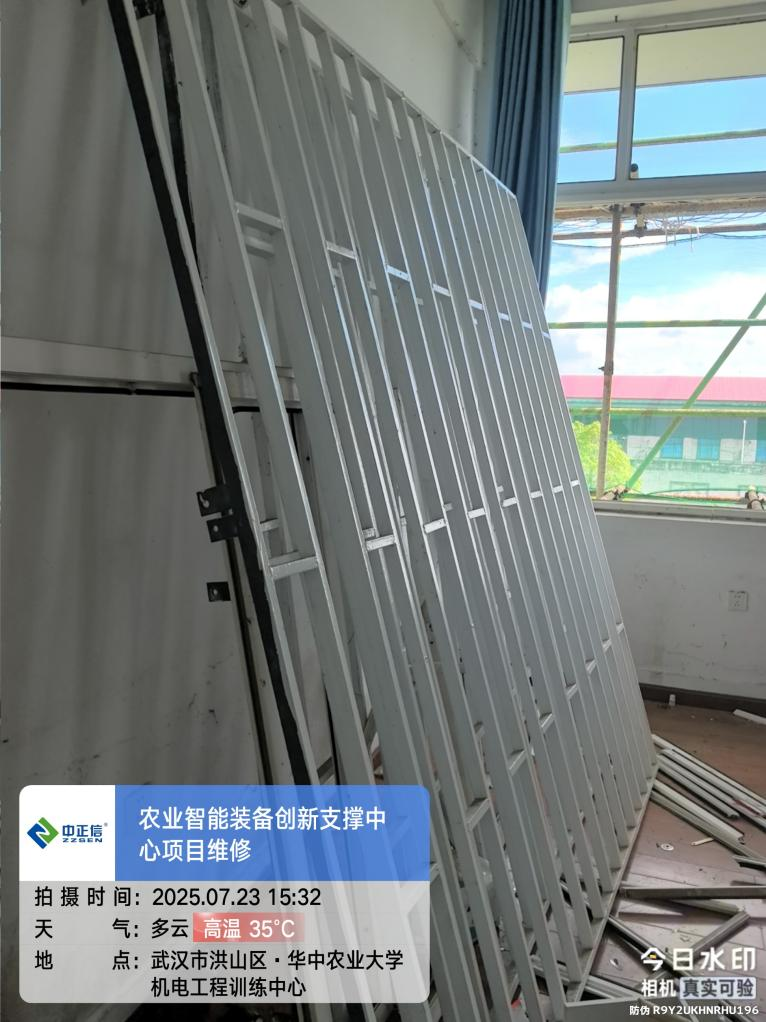 中正信®
ZZSEN
农业智能装备创新支撑中
心项目维修
拍摄时间：2025.07.23 15:32
天气：多云 高温 35°C
地点：武汉市洪山区·华中农业大学
机电工程训练中心
今日水印
相机 真实可验
防伪 R9Y2UKHNRHU196